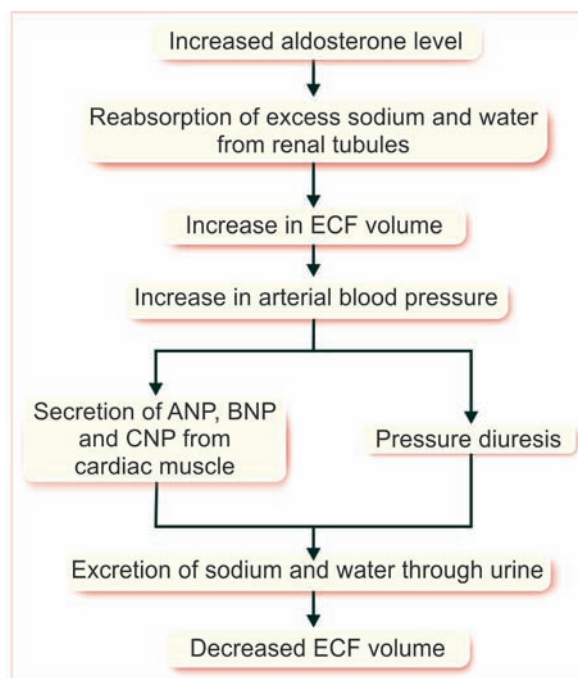 Increased aldosterone level
Reabsorption of excess sodium and water
from renal tubules
Increase in ECF volume
Increase in arterial blood pressure
Secretion of ANP, BNP
and CNP from
cardiac muscle
Pressure diuresis
Excretion of sodium and water through urine
Decreased ECF volume